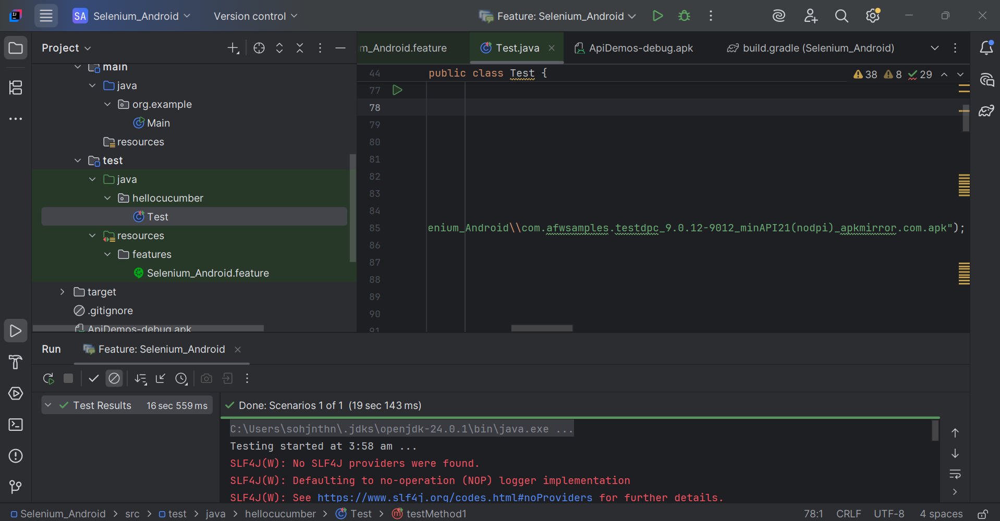 SA Selenium_Android Version control Feature: Selenium_Android
Project
m_Android.feature Test.java ApiDemos-debug.apk build.gradle (Selenium_Android)
main
java
org.example
Main
resources
test
java
hellocucumber
Test
resources
features
Selenium_Android.feature
target
.gitignore
ApiDemos-debug.apk
44 public class Test {
38 8 29
77
78
79
80
81
82
83
84
85 enium_Android\\com.afwsamples.testdpc_9.0.12-9012_minAPI21(nodpi)_apkmirror.com.apk");
86
87
88
89
90
91
Run Feature: Selenium_Android
Test Results 16 sec 559 ms
Done: Scenarios 1 of 1 (19 sec 143 ms)
C:\Users\sohjnthn\.jdks\openjdk-24.0.1\bin\java.exe ...
Testing started at 3:58 am ...
SLF4J(W): No SLF4J providers were found.
SLF4J(W): Defaulting to no-operation (NOP) logger implementation
SLF4J(W): See https://www.slf4j.org/codes.html#noProviders for further details.
Selenium_Android > src > test > java > hellocucumber > Test > testMethod1
78:1 CRLF UTF-8 4 spaces